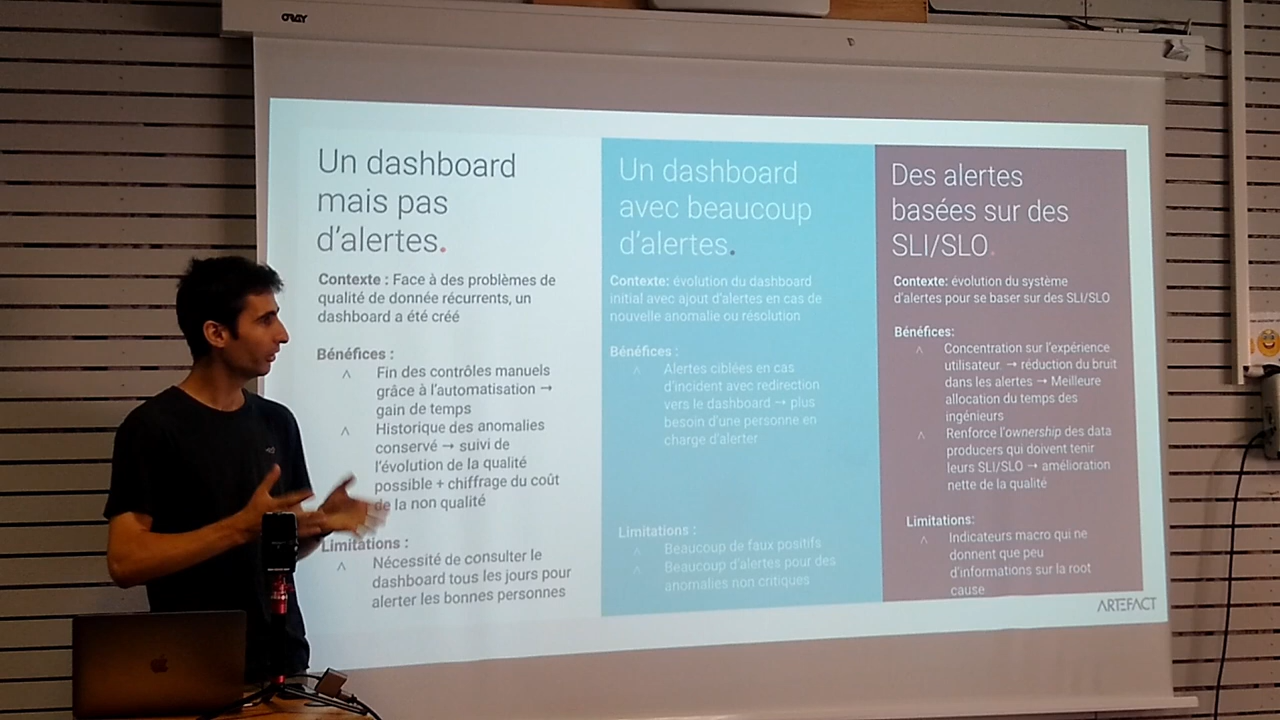 ORAY
Un dashboard
mais pas
d'alertes.
Contexte : Face à des problèmes de
qualité de donnée récurrents, un
dashboard a été créé
Bénéfices :
^ Fin des contrôles manuels
grâce à l'automatisation →
gain de temps
^ Historique des anomalies
conservé → suivi de
l'évolution de la qualité
possible + chiffrage du coût
de la non qualité
Limitations :
^ Nécessité de consulter le
dashboard tous les jours pour
alerter les bonnes personnes
Un dashboard
avec beaucoup
d'alertes.
Contexte: évolution du dashboard
initial avec ajout d'alertes en cas de
nouvelle anomalie ou résolution
Bénéfices :
^ Alertes ciblées en cas
d'incident avec redirection
vers le dashboard → plus
besoin d'une personne en
charge d'alerter
Limitations :
^ Beaucoup de faux positifs
^ Beaucoup d'alertes pour des
anomalies non critiques
Des alertes
basées sur des
SLI/SLO.
Contexte: évolution du système
d'alertes pour se baser sur des SLI/SLO
Bénéfices:
^ Concentration sur l'expérience
utilisateur → réduction du bruit
dans les alertes → Meilleure
allocation du temps des
ingénieurs
^ Renforce l'ownership des data
producers qui doivent tenir
leurs SLI/SLO → amélioration
nette de la qualité
Limitations:
^ Indicateurs macro qui ne
donnent que peu
d'informations sur la root
cause
ARTEFACT